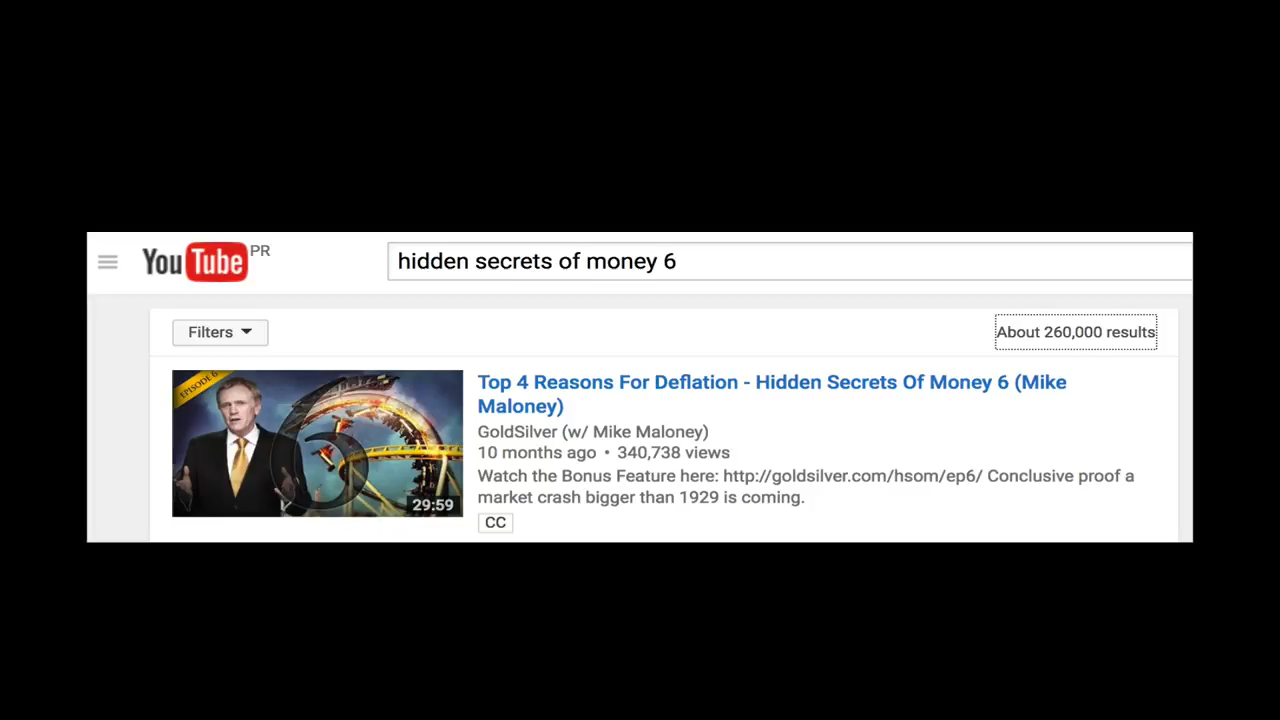 YouTube PR
hidden secrets of money 6
Filters
About 260,000 results
EPISODE 6
29:59
Top 4 Reasons For Deflation - Hidden Secrets Of Money 6 (Mike
Maloney)
GoldSilver (w/ Mike Maloney)
10 months ago • 340,738 views
Watch the Bonus Feature here: http://goldsilver.com/hsom/ep6/ Conclusive proof a
market crash bigger than 1929 is coming.
CC